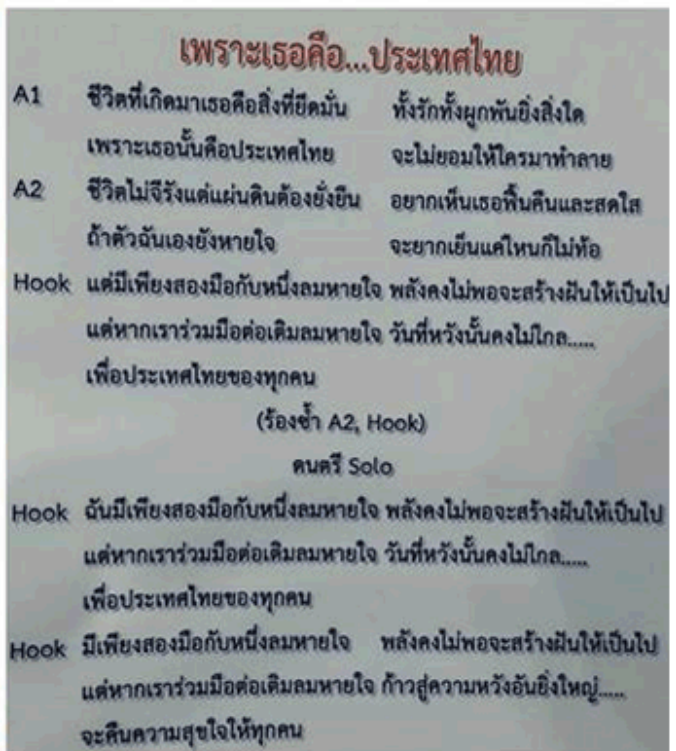 เพราะเธอคือ...ประเทศไทย
A1 ชีวิตที่เกิดมาเธอคือสิ่งที่ยึดมั่น ทั้งรักทั้งผูกพันยิ่งสิ่งใด
เพราะเธอนั้นคือประเทศไทย จะไม่ยอมให้ใครมาทำลาย
A2 ชีวิตไม่จีรังแต่แผ่นดินต้องยั่งยืน อยากเห็นเธอฟื้นคืนและสดใส
ถ้าตัวฉันเองยังหายใจ จะยากเย็นแค่ไหนก็ไม่ท้อ
Hook แต่มีเพียงสองมือกับหนึ่งลมหายใจ พลังคงไม่พอจะสร้างฝันให้เป็นไป
แต่หากเราร่วมมือต่อเติมลมหายใจ วันที่หวังนั้นคงไม่ไกล.....
เพื่อประเทศไทยของทุกคน
(ร้องซ้ำ A2, Hook)
ดนตรี Solo
Hook ฉันมีเพียงสองมือกับหนึ่งลมหายใจ พลังคงไม่พอจะสร้างฝันให้เป็นไป
แต่หากเราร่วมมือต่อเติมลมหายใจ วันที่หวังนั้นคงไม่ไกล.....
เพื่อประเทศไทยของทุกคน
Hook มีเพียงสองมือกับหนึ่งลมหายใจ พลังคงไม่พอจะสร้างฝันให้เป็นไป
แต่หากเราร่วมมือต่อเติมลมหายใจ ก้าวสู่ความหวังอันยิ่งใหญ่.....
จะคืนความสุขใจให้ทุกคน